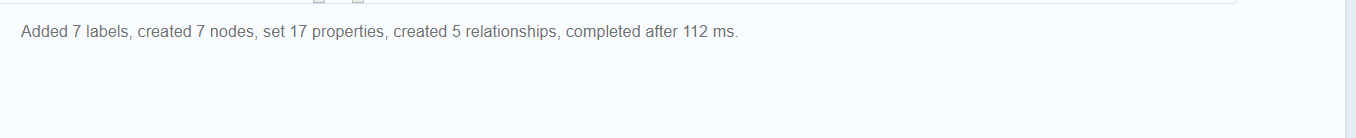 Added 7 labels, created 7 nodes, set 17 properties, created 5 relationships, completed after 112 ms.